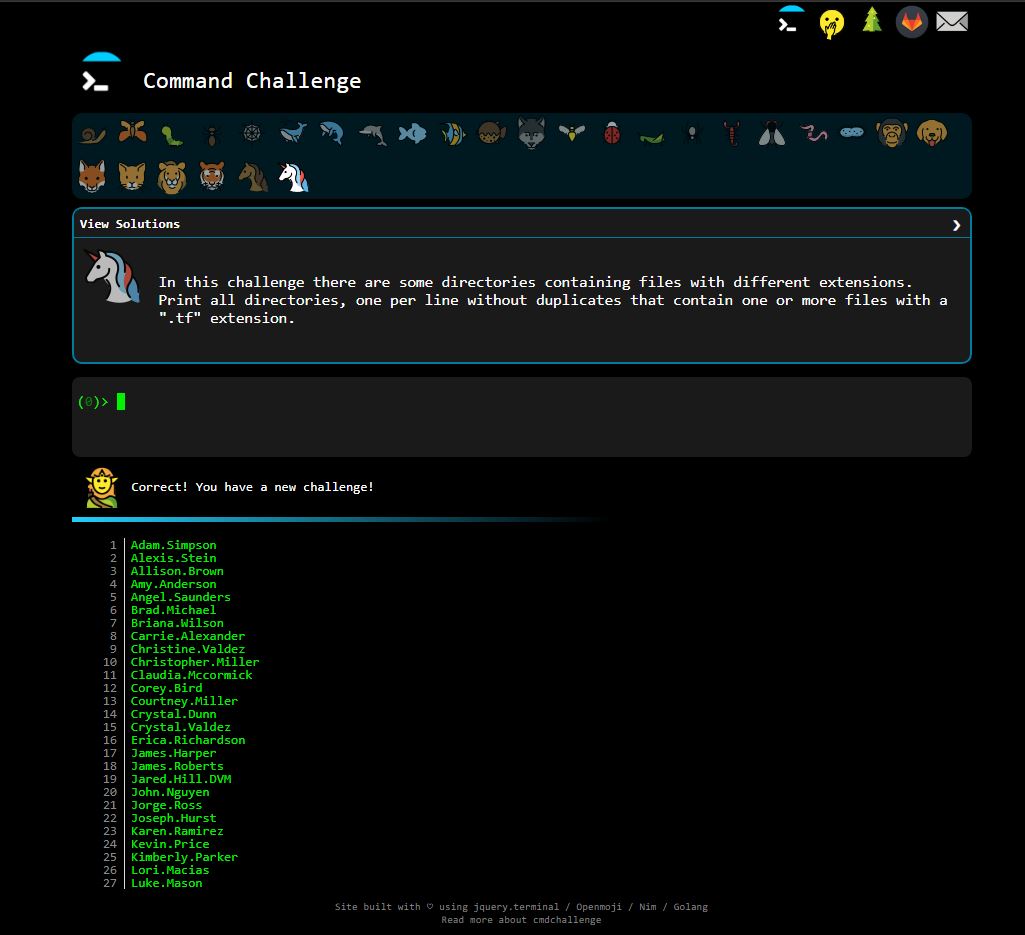 Command Challenge
View Solutions ❯
In this challenge there are some directories containing files with different extensions.
Print all directories, one per line without duplicates that contain one or more files with a
".tf" extension.
(0)>
Correct! You have a new challenge!
1 Adam.Simpson
2 Alexis.Stein
3 Allison.Brown
4 Amy.Anderson
5 Angel.Saunders
6 Brad.Michael
7 Briana.Wilson
8 Carrie.Alexander
9 Christine.Valdez
10 Christopher.Miller
11 Claudia.Mccormick
12 Corey.Bird
13 Courtney.Miller
14 Crystal.Dunn
15 Crystal.Valdez
16 Erica.Richardson
17 James.Harper
18 James.Roberts
19 Jared.Hill.DVM
20 John.Nguyen
21 Jorge.Ross
22 Joseph.Hurst
23 Karen.Ramirez
24 Kevin.Price
25 Kimberly.Parker
26 Lori.Macias
27 Luke.Mason
Site built with ♡ using jquery.terminal / Openmoji / Nim / Golang
Read more about cmdchallenge